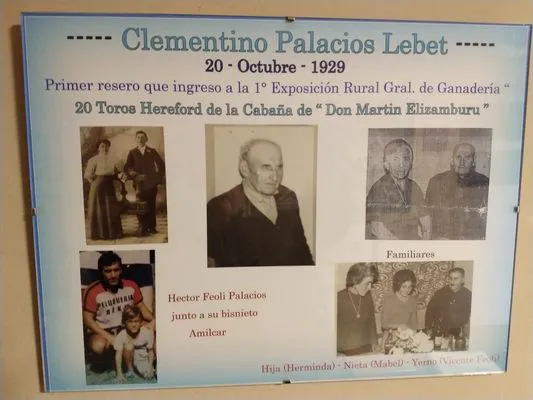 ----- Clementino Palacios Lebet -----
20 - Octubre - 1929
Primer resero que ingreso a la 1° Exposición Rural Gral. de Ganadería "
20 Toros Hereford de la Cabaña de " Don Martin Elizamburu "
Familiares
Hector Feoli Palacios
junto a su bisnieto
Amilcar
Hija (Herminda) - Nieta (Mabel) - Yerno (Vicente Feoli)